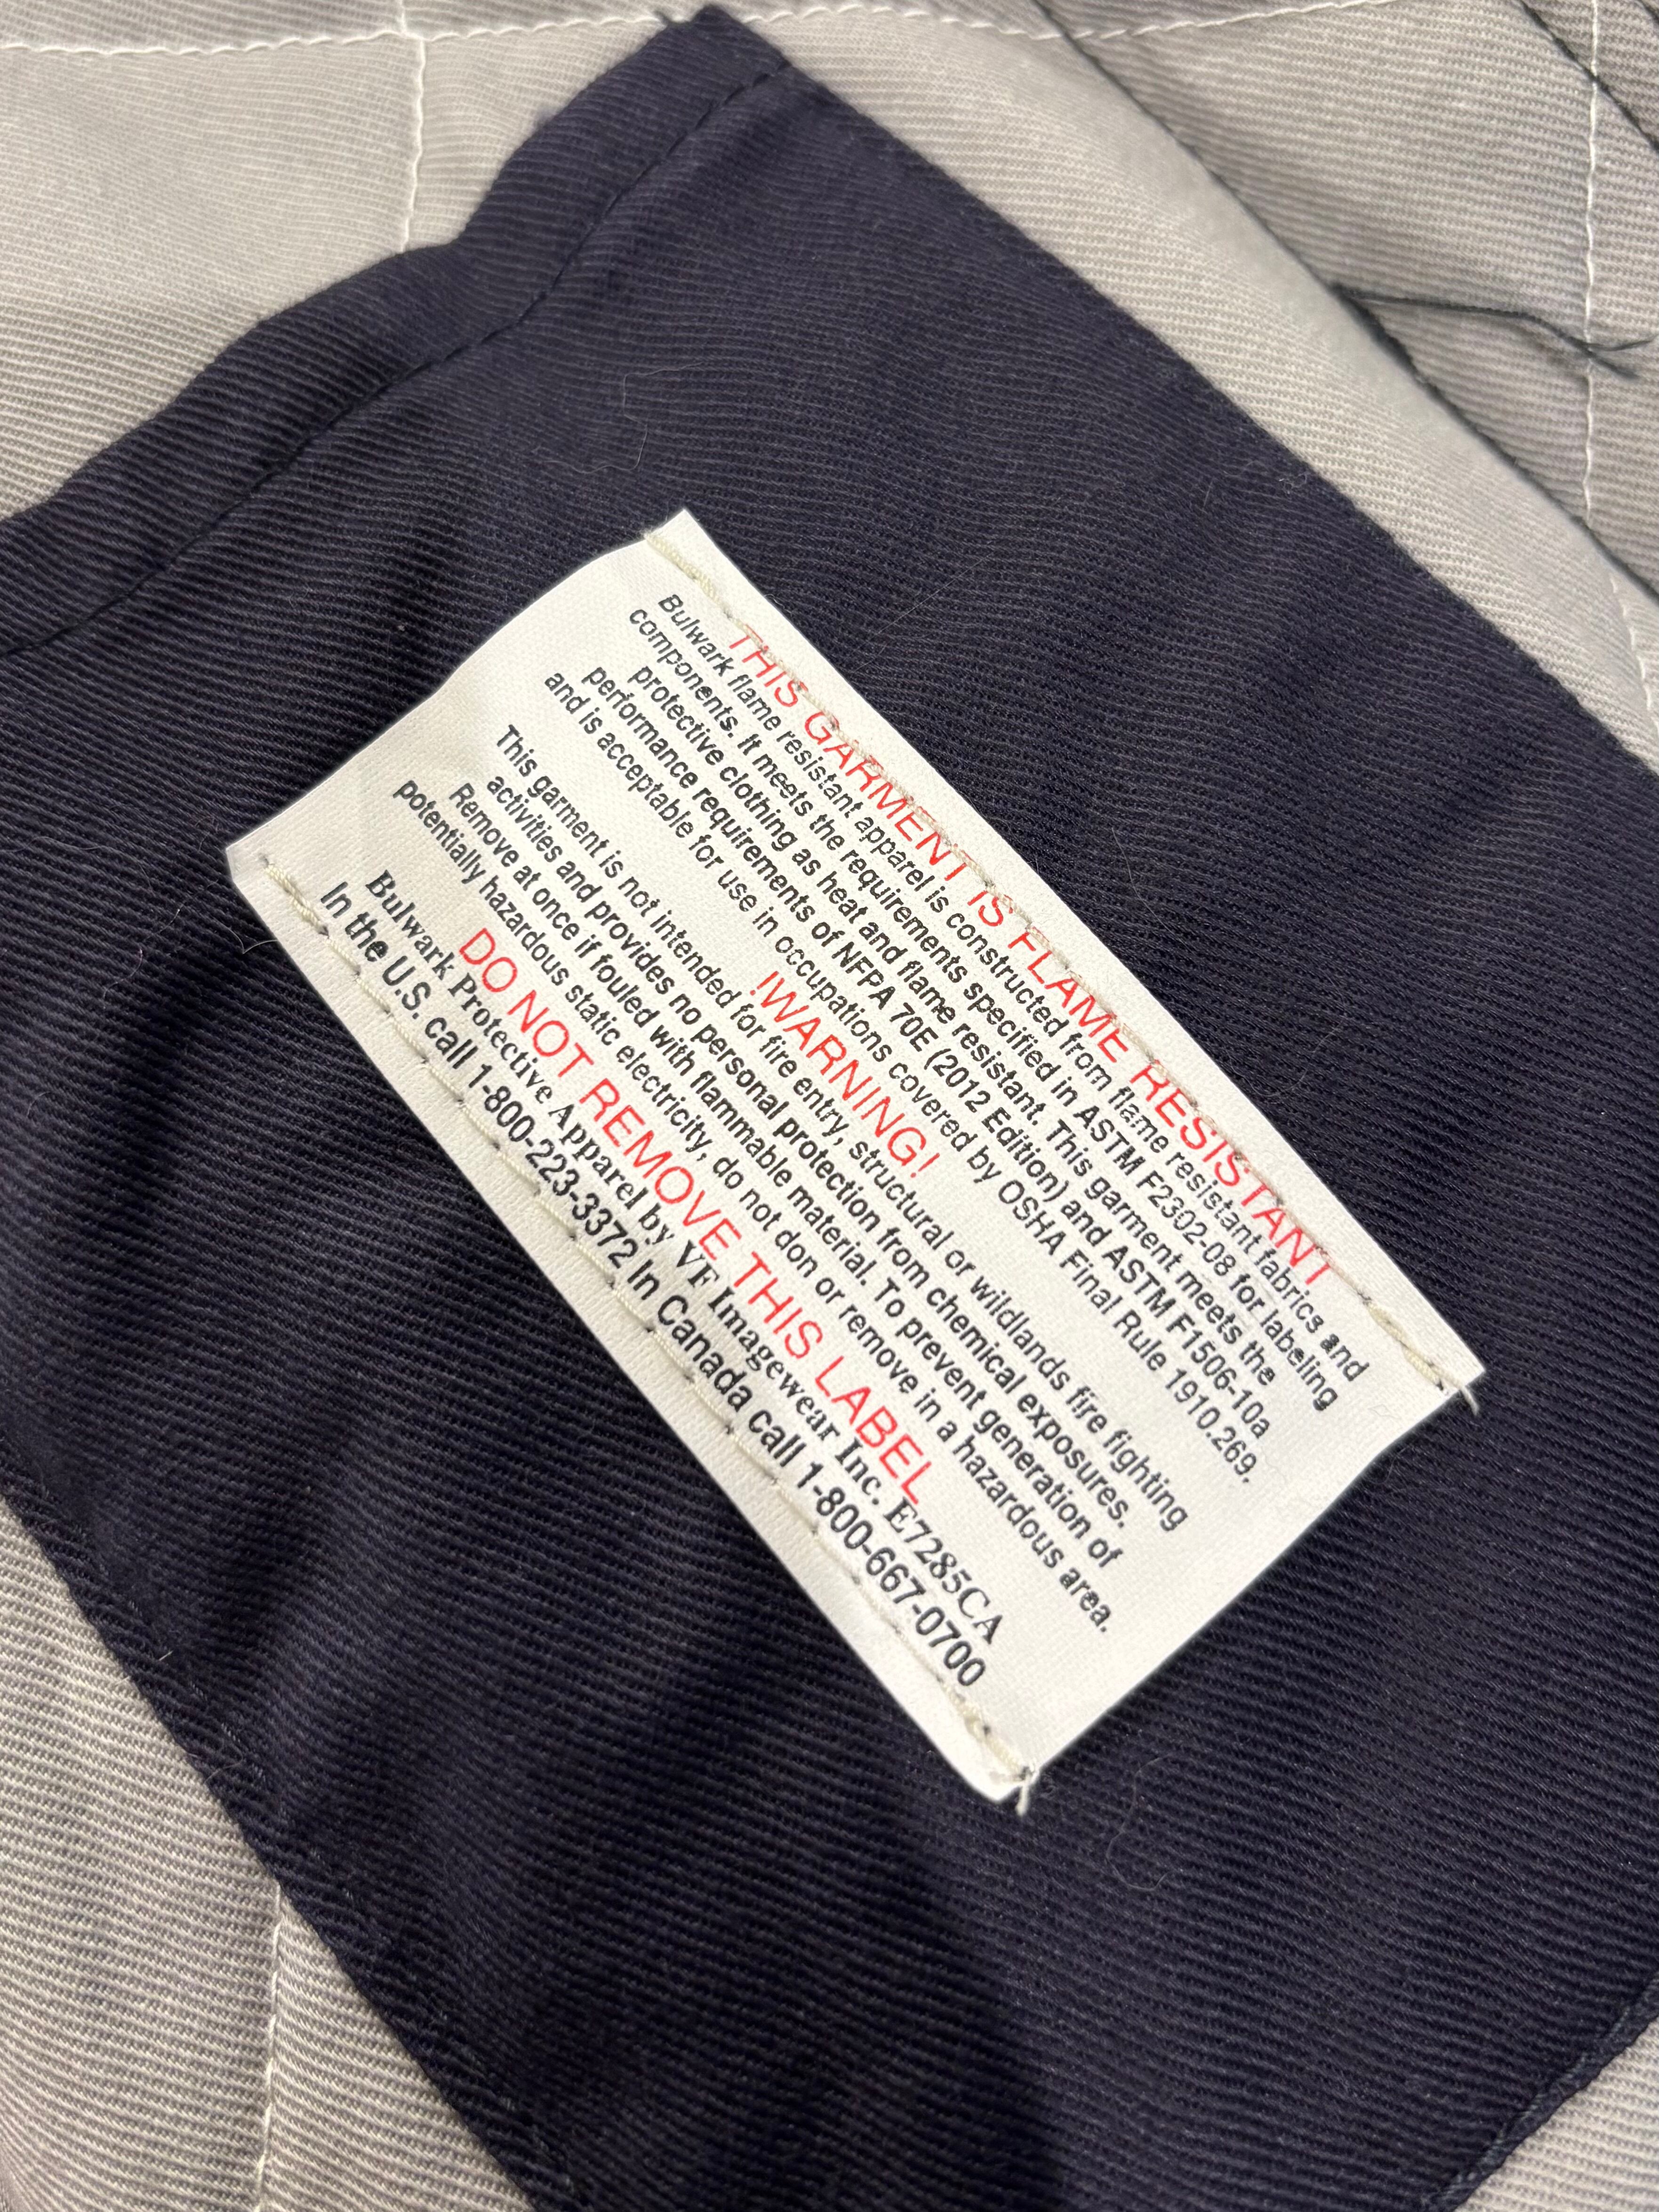 THIS GARMENT IS FLAME RESISTANT
Bulwark flame resistant apparel is constructed from flame resistant fabrics and
components. It meets the requirements specified in ASTM F2302-08 for labeling
protective clothing as heat and flame resistant. This garment meets the
performance requirements of NFPA 70E (2012 Edition) and ASTM F1506-10a
and is acceptable for use in occupations covered by OSHA Final Rule 1910.269.
!WARNING!
This garment is not intended for fire entry, structural or wildlands fire fighting
activities and provides no personal protection from chemical exposures.
Remove at once if fouled with flammable material. To prevent generation of
potentially hazardous static electricity, do not don or remove in a hazardous area.
DO NOT REMOVE THIS LABEL
Bulwark Protective Apparel by VF Imagewear Inc. E7285CA
In the U.S. call 1-800-223-3372 In Canada call 1-800-667-0700